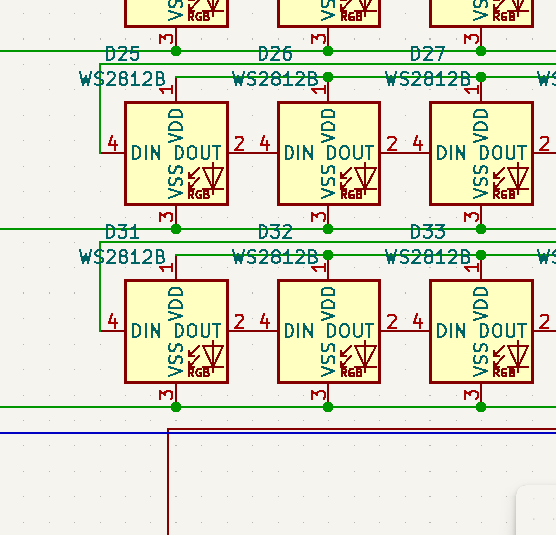 VSS VSS VSS
RGB RGB RGB
3 3 3
D25 D26 D27
WS2812B WS2812B WS2812B WS
1 1 1
VDD VDD VDD
4 DIN DOUT 2 4 DIN DOUT 2 4 DIN DOUT 2
VSS VSS VSS
RGB RGB RGB
3 3 3
D31 D32 D33
WS2812B WS2812B WS2812B WS
1 1 1
VDD VDD VDD
4 DIN DOUT 2 4 DIN DOUT 2 4 DIN DOUT 2
VSS VSS VSS
RGB RGB RGB
3 3 3